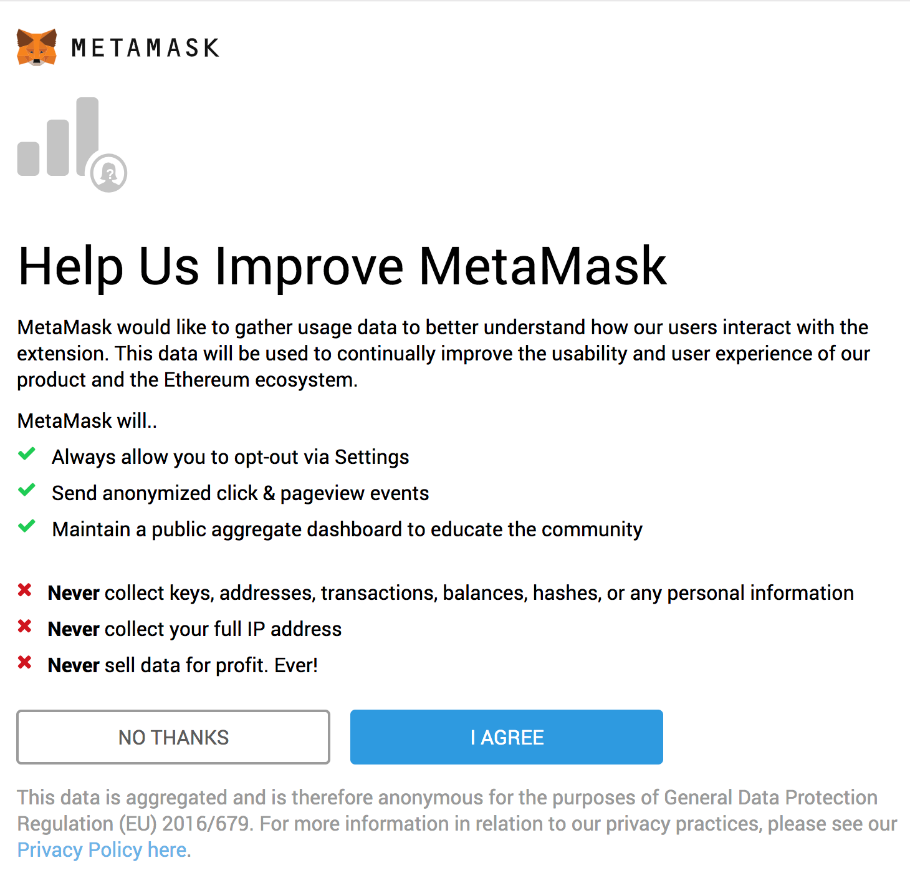 METAMASK
?
Help Us Improve MetaMask
MetaMask would like to gather usage data to better understand how our users interact with the
extension. This data will be used to continually improve the usability and user experience of our
product and the Ethereum ecosystem.
MetaMask will..
Always allow you to opt-out via Settings
Send anonymized click & pageview events
Maintain a public aggregate dashboard to educate the community
Never collect keys, addresses, transactions, balances, hashes, or any personal information
Never collect your full IP address
Never sell data for profit. Ever!
NO THANKS
I AGREE
This data is aggregated and is therefore anonymous for the purposes of General Data Protection
Regulation (EU) 2016/679. For more information in relation to our privacy practices, please see our
Privacy Policy here.